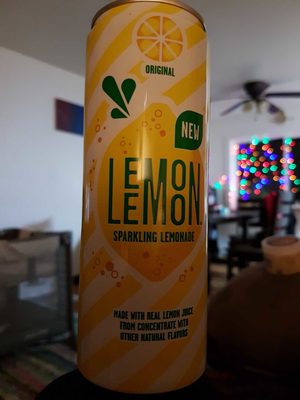 ORIGINAL
NEW
LEMON
LEMON
SPARKLING LEMONADE
MADE WITH REAL LEMON JUICE
FROM CONCENTRATE WITH
OTHER NATURAL FLAVORS